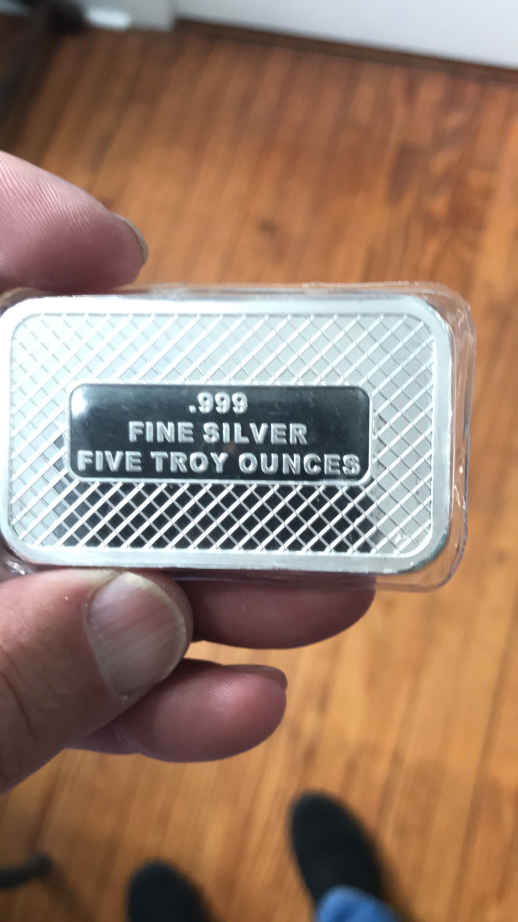 .999
FINE SILVER
FIVE TROY OUNCES